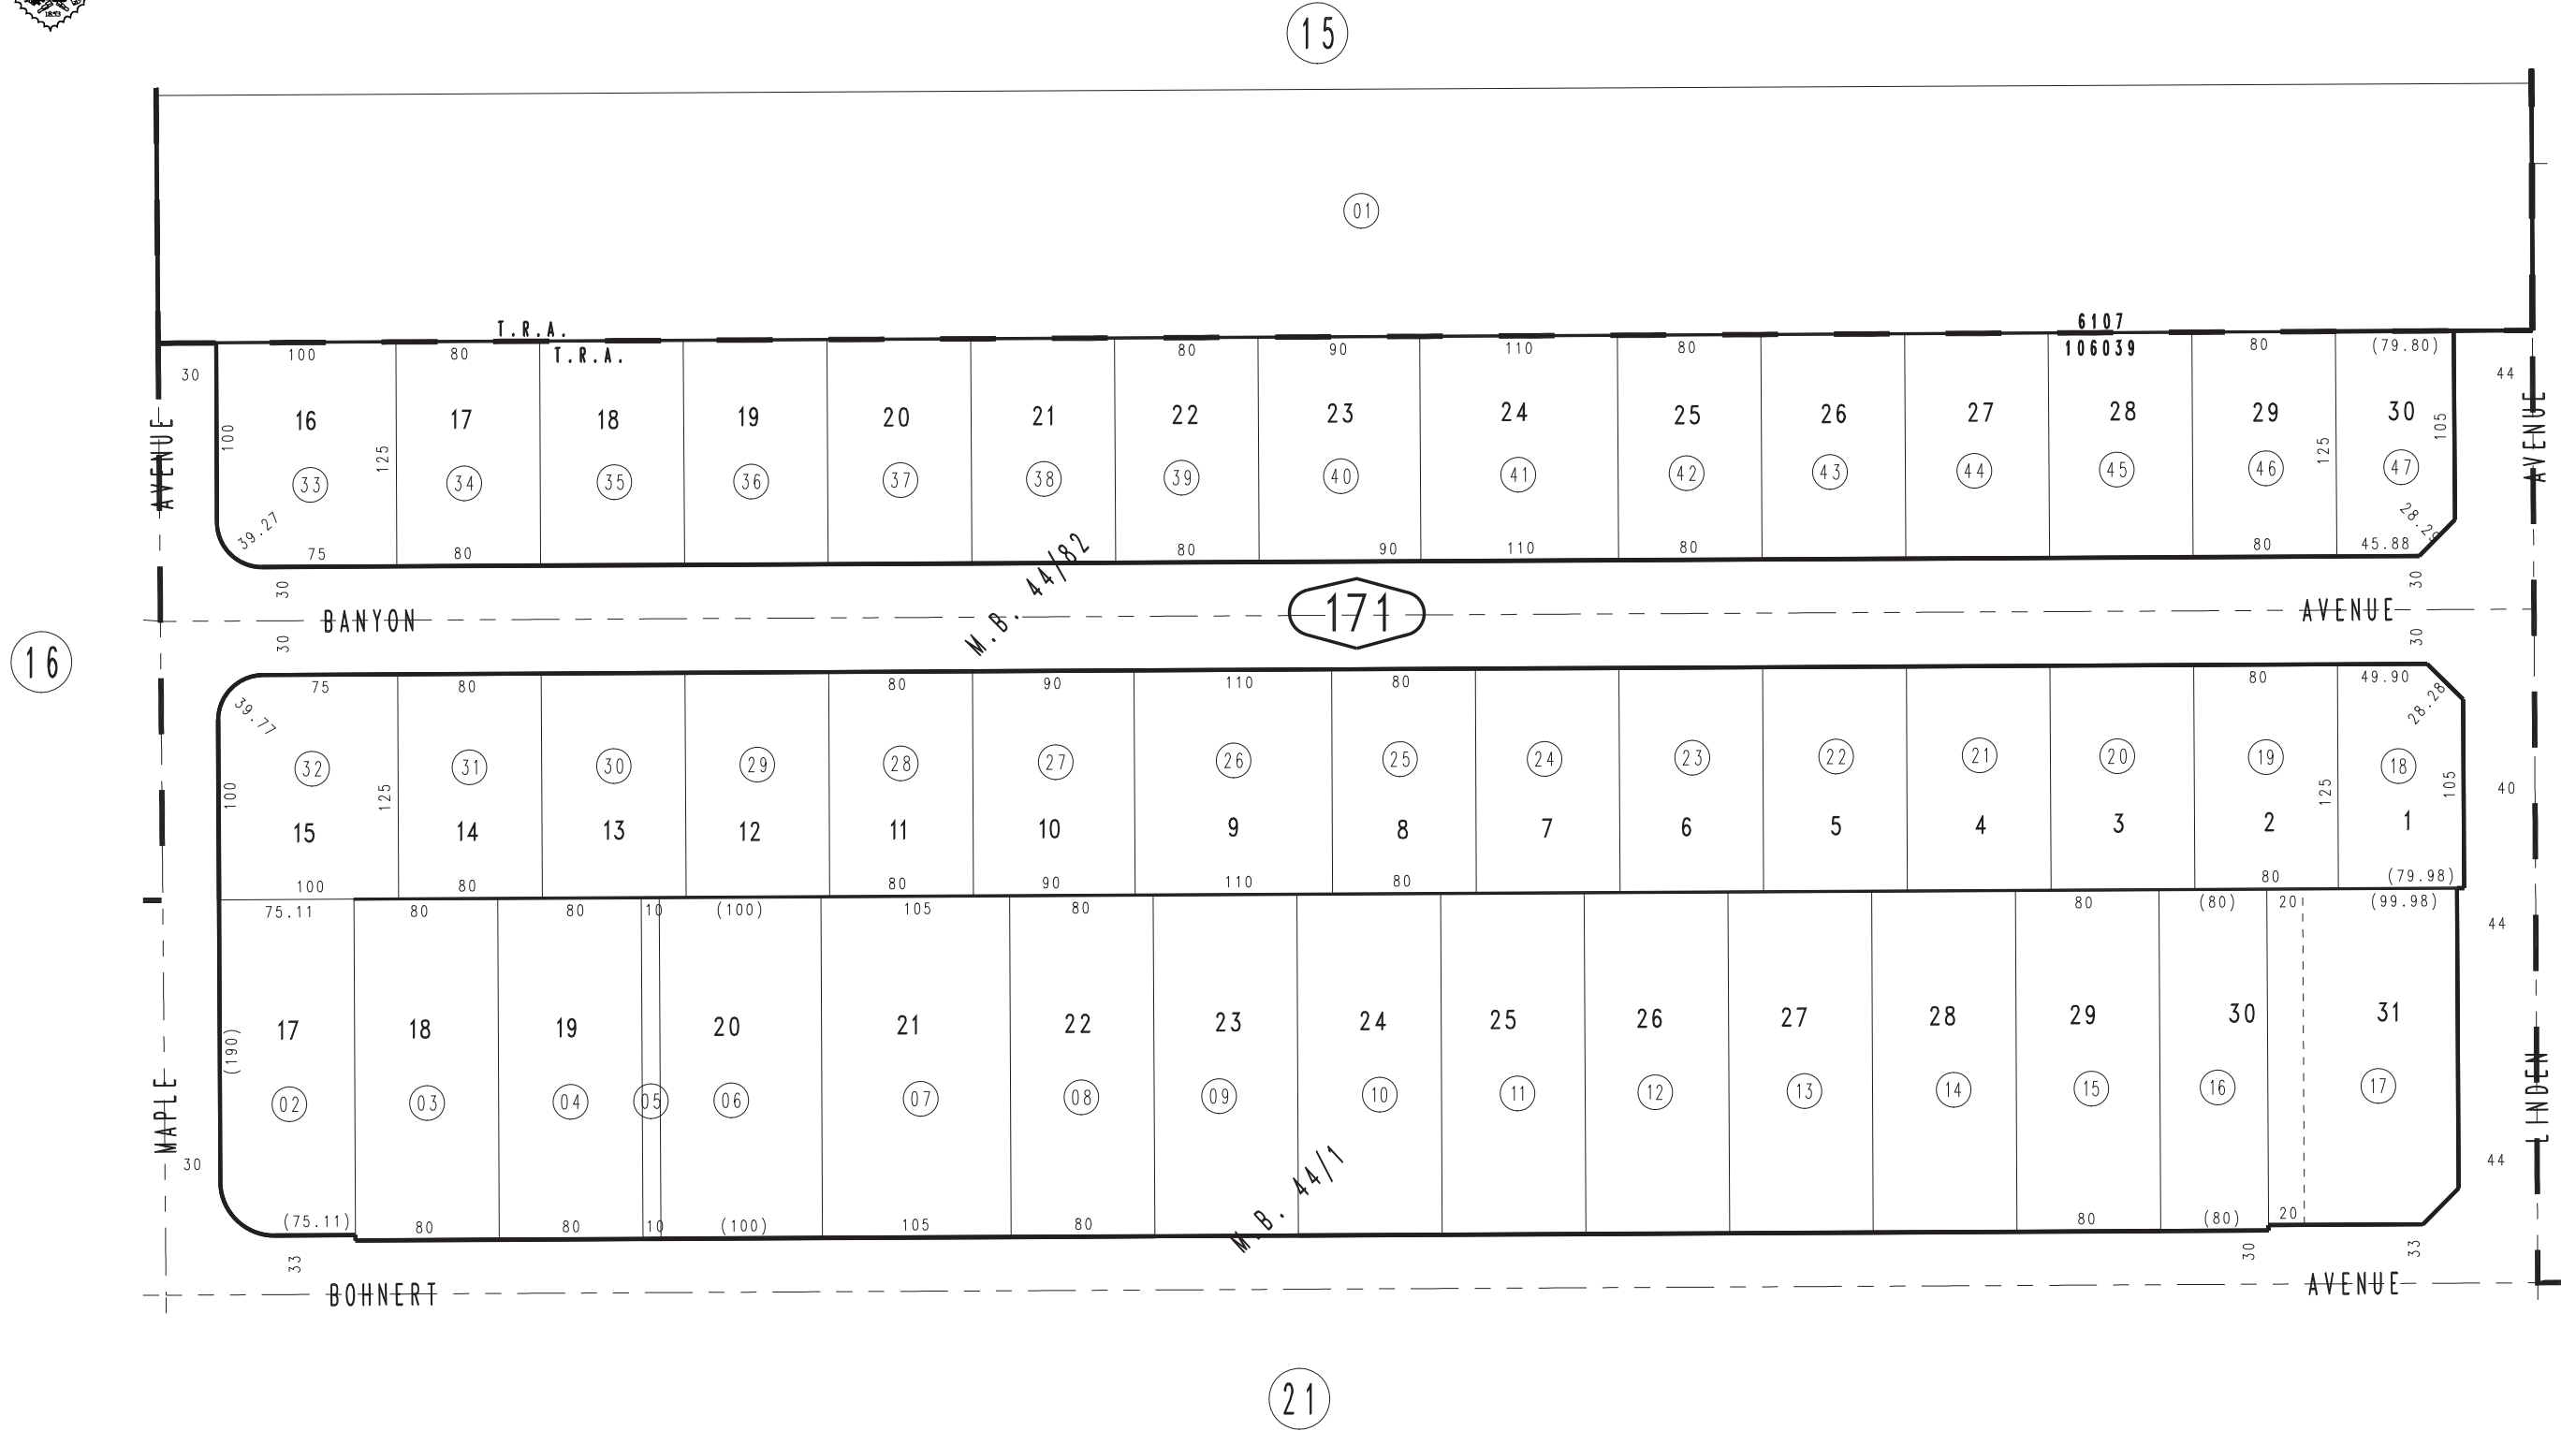 1853
15
01
T.R.A.
6107
T.R.A.
106039
100 80 80 90 110 80 80 (79.80)
30 44
16 17 18 19 20 21 22 23 24 25 26 27 28 29 30
100 125 125 105
AVENUE AVENUE
33 34 35 36 37 38 39 40 41 42 43 44 45 46 47
39.27 28.29
75 80 80 90 110 80 80 45.88
30 30
M.B. 44/82
BANYON 171 AVENUE
30 30
16
75 80 80 90 110 80 80 49.90
39.77 28.28
32 31 30 29 28 27 26 25 24 23 22 21 20 19 18
100 125 125 105 40
15 14 13 12 11 10 9 8 7 6 5 4 3 2 1
100 80 80 90 110 80 80 (79.98)
75.11 80 80 10 (100) 105 80 80 (80) 20 (99.98)
44
17 18 19 20 21 22 23 24 25 26 27 28 29 30 31
(190)
MAPLE LINDEN
02 03 04 05 06 07 08 09 10 11 12 13 14 15 16 17
30 44
M.B. 44/1
(75.11) 80 80 10 (100) 105 80 80 (80) 20
33 30 33
BOHNERT AVENUE
21